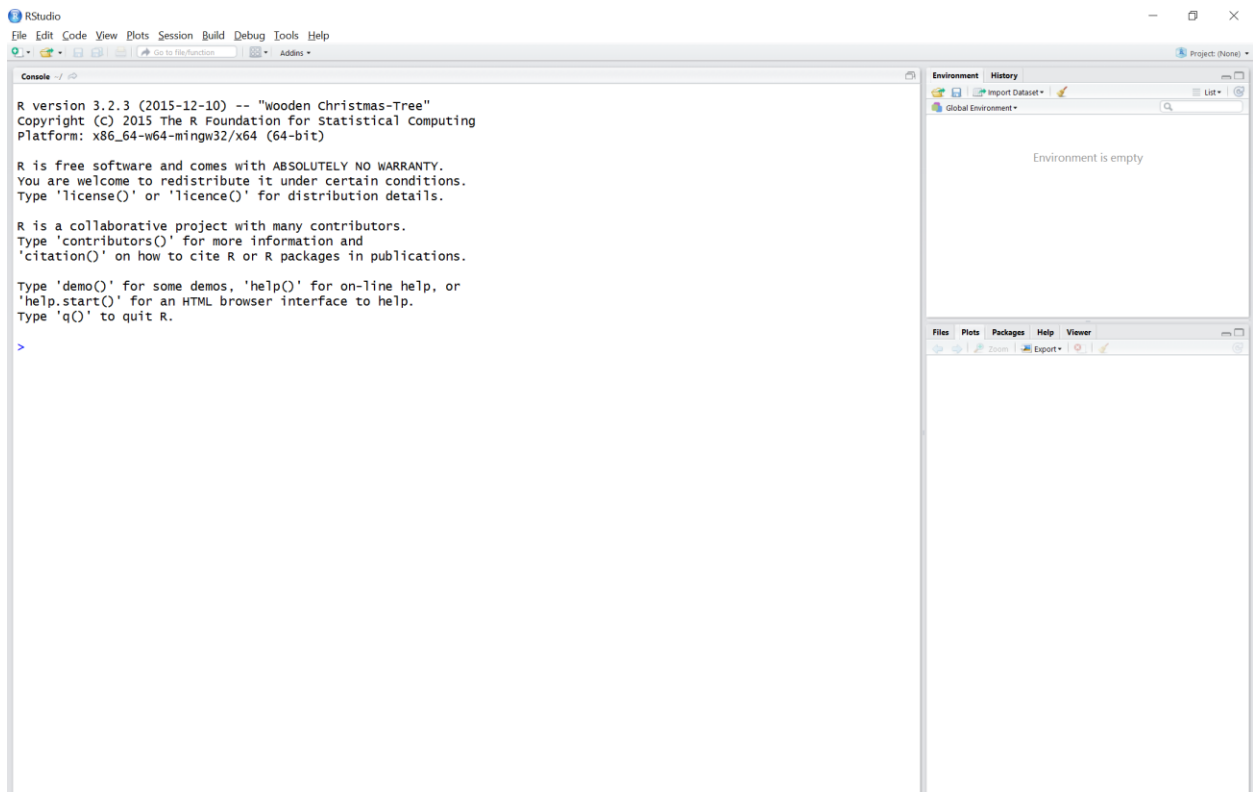 RStudio
File Edit Code View Plots Session Build Debug Tools Help
Go to file/function Addins Project: (None)
Console ~/
R version 3.2.3 (2015-12-10) -- "Wooden Christmas-Tree"
Copyright (C) 2015 The R Foundation for Statistical Computing
Platform: x86_64-w64-mingw32/x64 (64-bit)
R is free software and comes with ABSOLUTELY NO WARRANTY.
You are welcome to redistribute it under certain conditions.
Type 'license()' or 'licence()' for distribution details.
R is a collaborative project with many contributors.
Type 'contributors()' for more information and
'citation()' on how to cite R or R packages in publications.
Type 'demo()' for some demos, 'help()' for on-line help, or
'help.start()' for an HTML browser interface to help.
Type 'q()' to quit R.
>
Environment History
Import Dataset List
Global Environment
Environment is empty
Files Plots Packages Help Viewer
Zoom Export